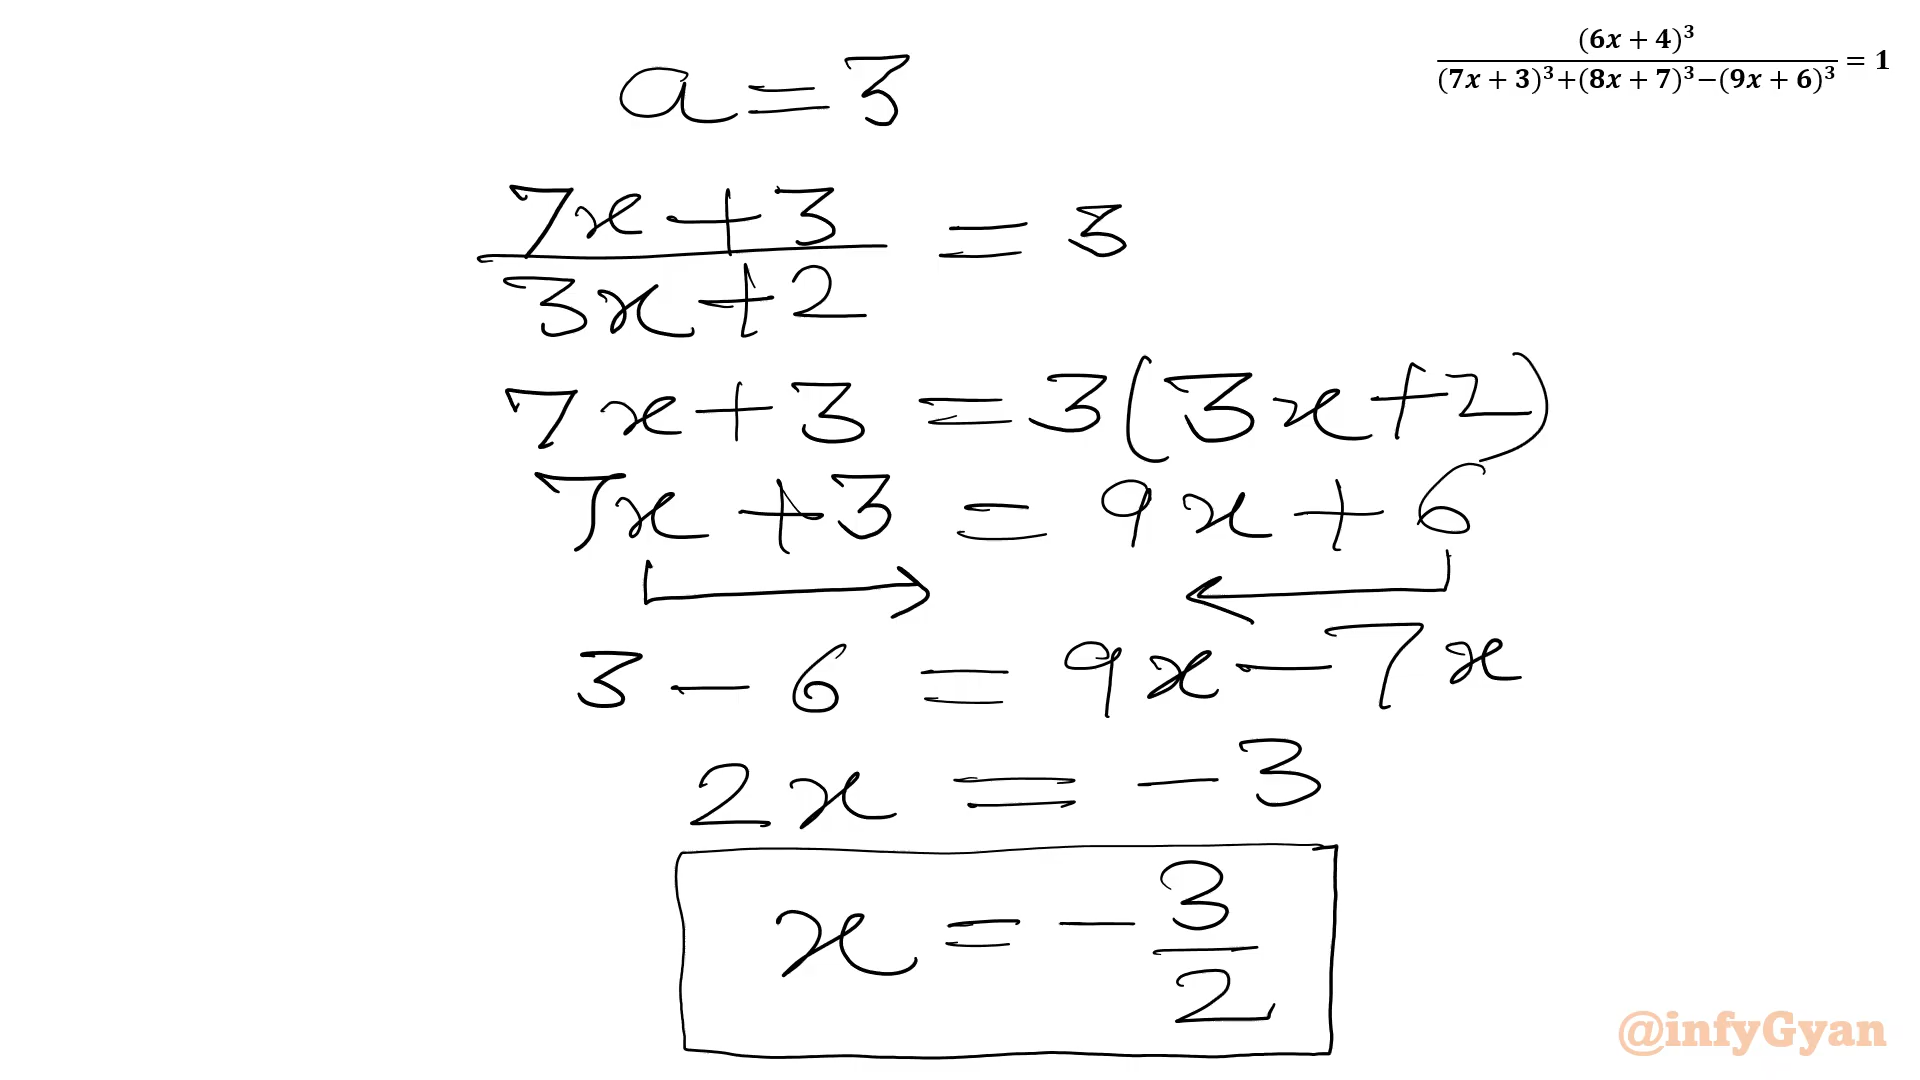 a = 3
(6x + 4)³ / ((7x + 3)³+(8x + 7)³−(9x + 6)³) = 1
(7x + 3) / (3x + 2) = 3
7x + 3 = 3(3x + 2)
7x + 3 = 9x + 6
3 − 6 = 9x − 7x
2x = −3
x = −3/2
@infyGyan